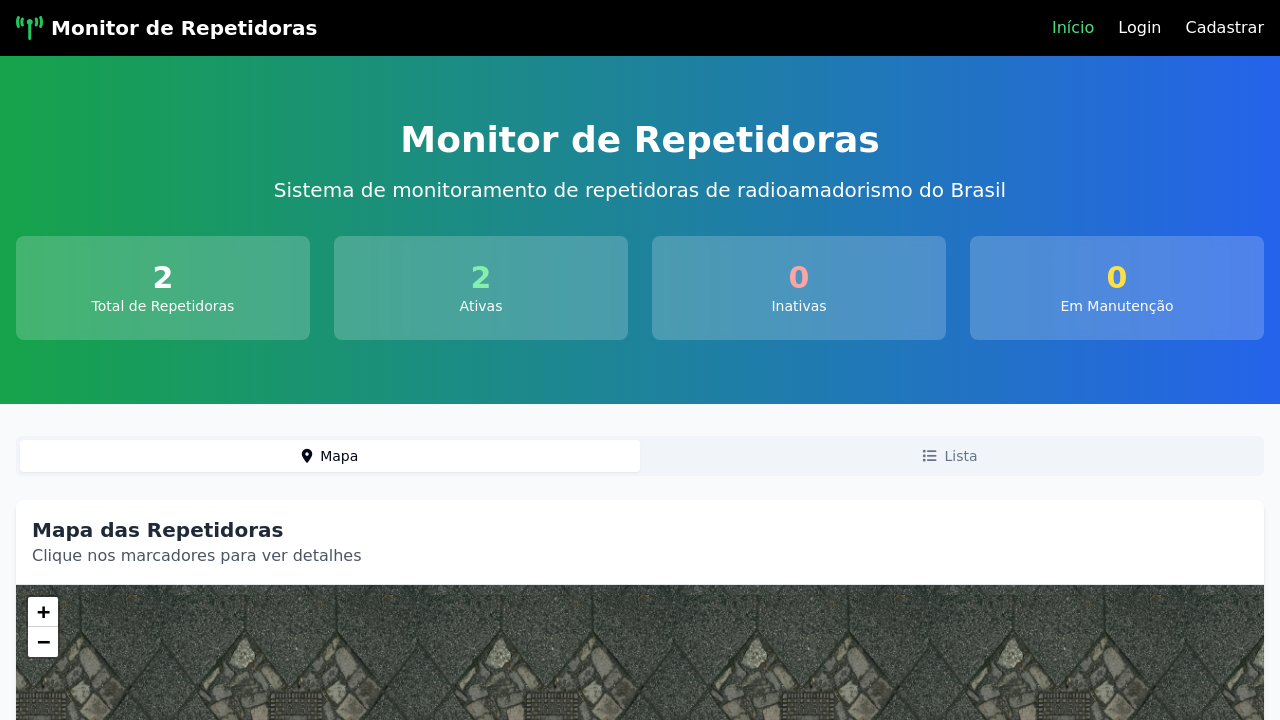 Monitor de Repetidoras
Início
Login
Cadastrar
Monitor de Repetidoras
Sistema de monitoramento de repetidoras de radioamadorismo do Brasil
2
Total de Repetidoras
2
Ativas
0
Inativas
0
Em Manutenção
Mapa
Lista
Mapa das Repetidoras
Clique nos marcadores para ver detalhes
+
−